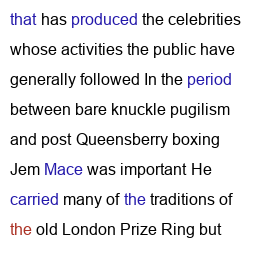 that has produced the celebrities
whose activities the public have
generally followed In the period
between bare knuckle pugilism
and post Queensberry boxing
Jem Mace was important He
carried many of the traditions of
the old London Prize Ring but